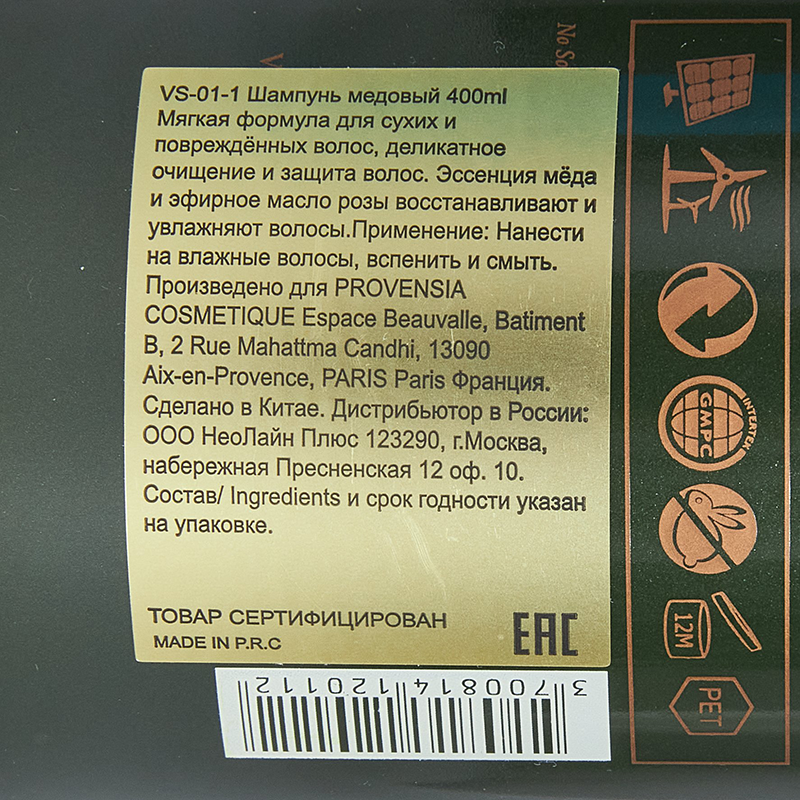 VS-01-1 Шампунь медовый 400ml
Мягкая формула для сухих и
повреждённых волос, деликатное
очищение и защита волос. Эссенция мёда
и эфирное масло розы восстанавливают и
увлажняют волосы.Применение: Нанести
на влажные волосы, вспенить и смыть.
Произведено для PROVENSIA
COSMETIQUE Espace Beauvalle, Batiment
B, 2 Rue Mahattma Candhi, 13090
Aix-en-Provence, PARIS Paris Франция.
Сделано в Китае. Дистрибьютор в России:
ООО НеоЛайн Плюс 123290, г.Москва,
набережная Пресненская 12 оф. 10.
Состав/ Ingredients и срок годности указан
на упаковке.
ТОВАР СЕРТИФИЦИРОВАН
MADE IN P.R.C
EAC
3700814120112
No
GMPC
INTERTEK
12M
PET